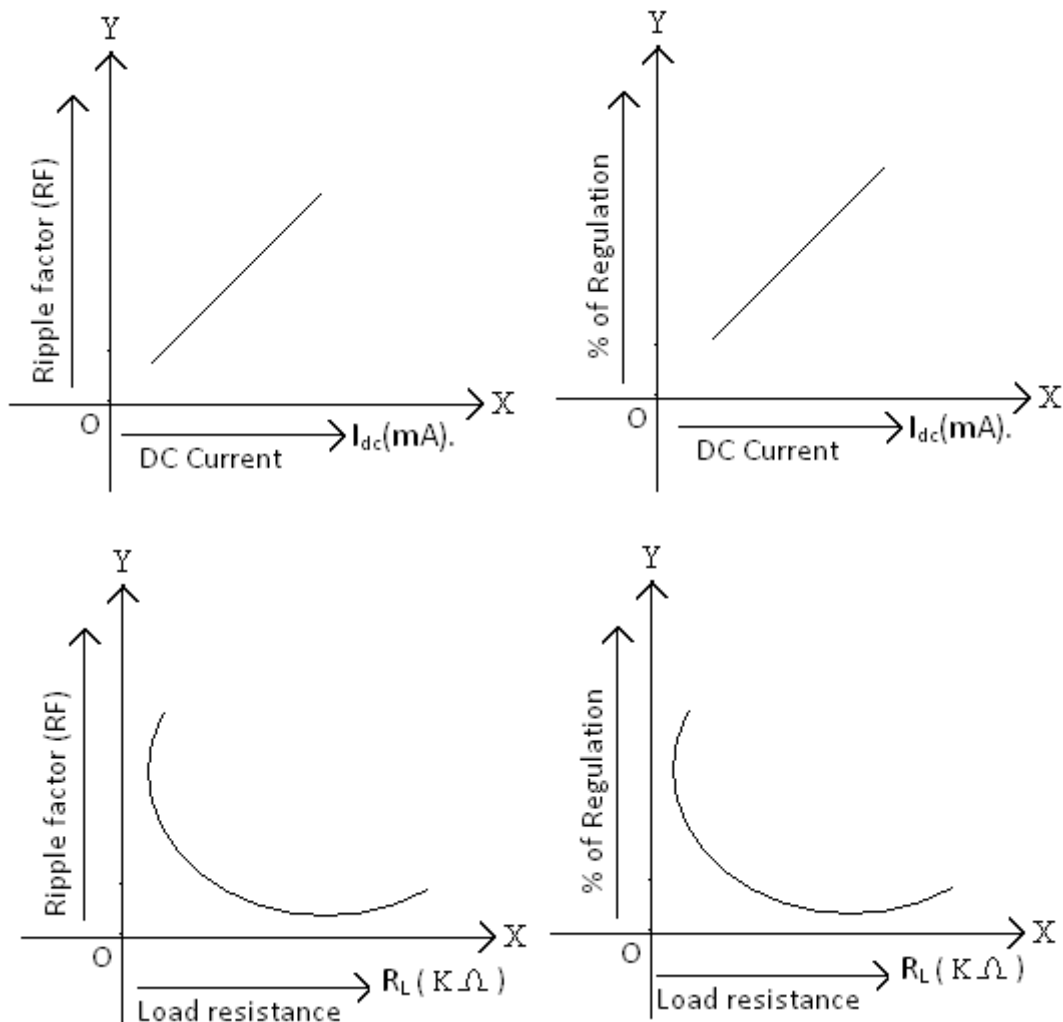 Y
Ripple factor (RF)
X
O
I_dc(mA).
DC Current
Y
% of Regulation
X
O
I_dc(mA).
DC Current
Y
Ripple factor (RF)
X
O
R_L ( K Ω )
Load resistance
Y
% of Regulation
X
O
R_L ( K Ω )
Load resistance